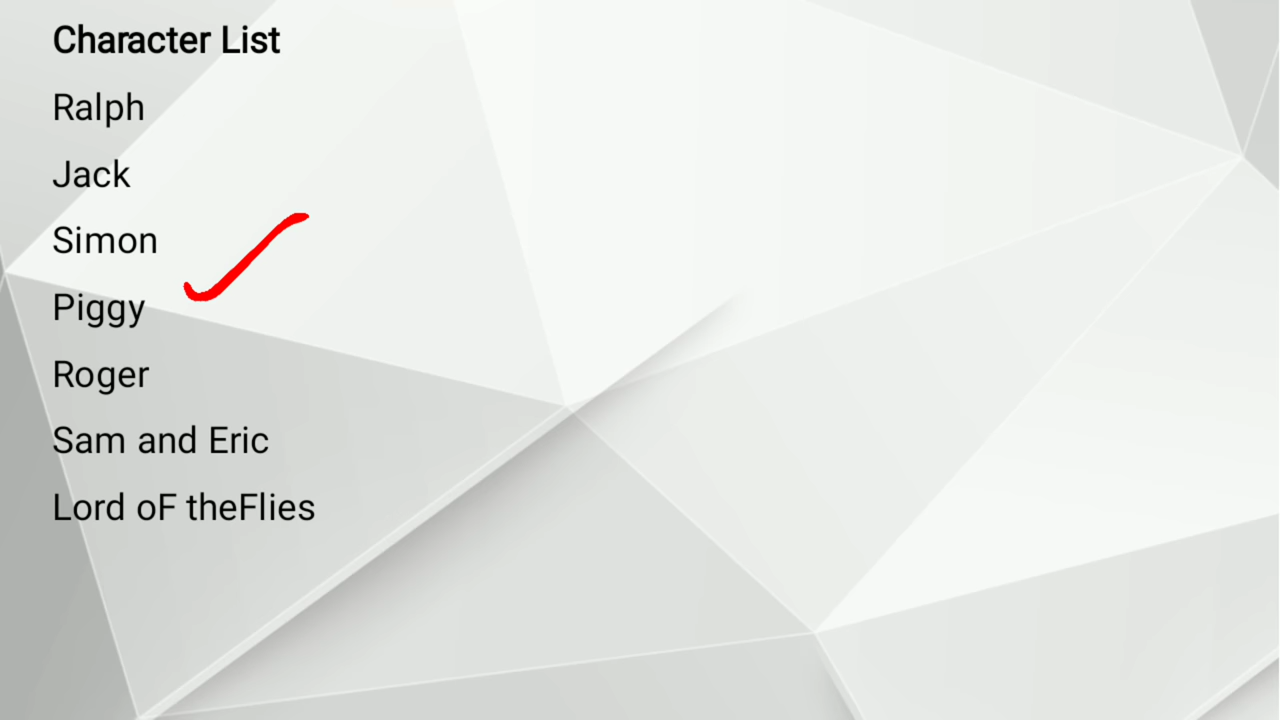 Character List
Ralph
Jack
Simon
Piggy
Roger
Sam and Eric
Lord oF theFlies